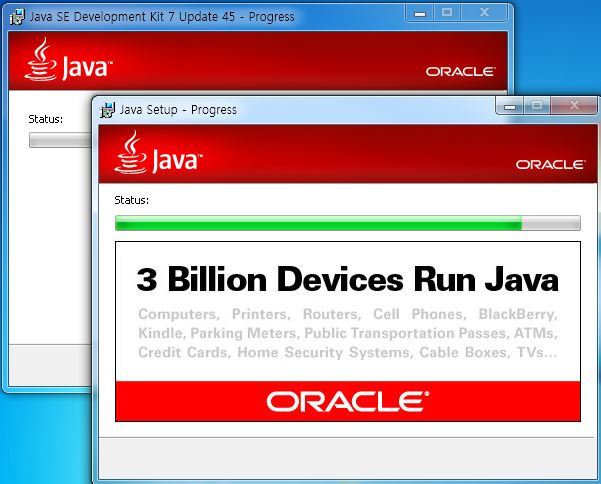 Java SE Development Kit 7 Update 45 - Progress
Java™
ORACLE®
Status:
Java Setup - Progress
Java™
ORACLE®
Status:
3 Billion Devices Run Java
Computers, Printers, Routers, Cell Phones, BlackBerry,
Kindle, Parking Meters, Public Transportation Passes, ATMs,
Credit Cards, Home Security Systems, Cable Boxes, TVs...
ORACLE®